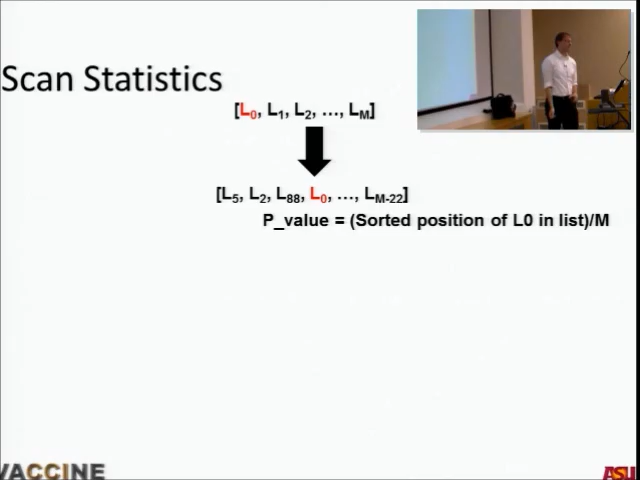 Scan Statistics
[L0, L1, L2, ..., LM]
[L5, L2, L88, L0, ..., LM-22]
P_value = (Sorted position of L0 in list)/M
VACCINE
ASU